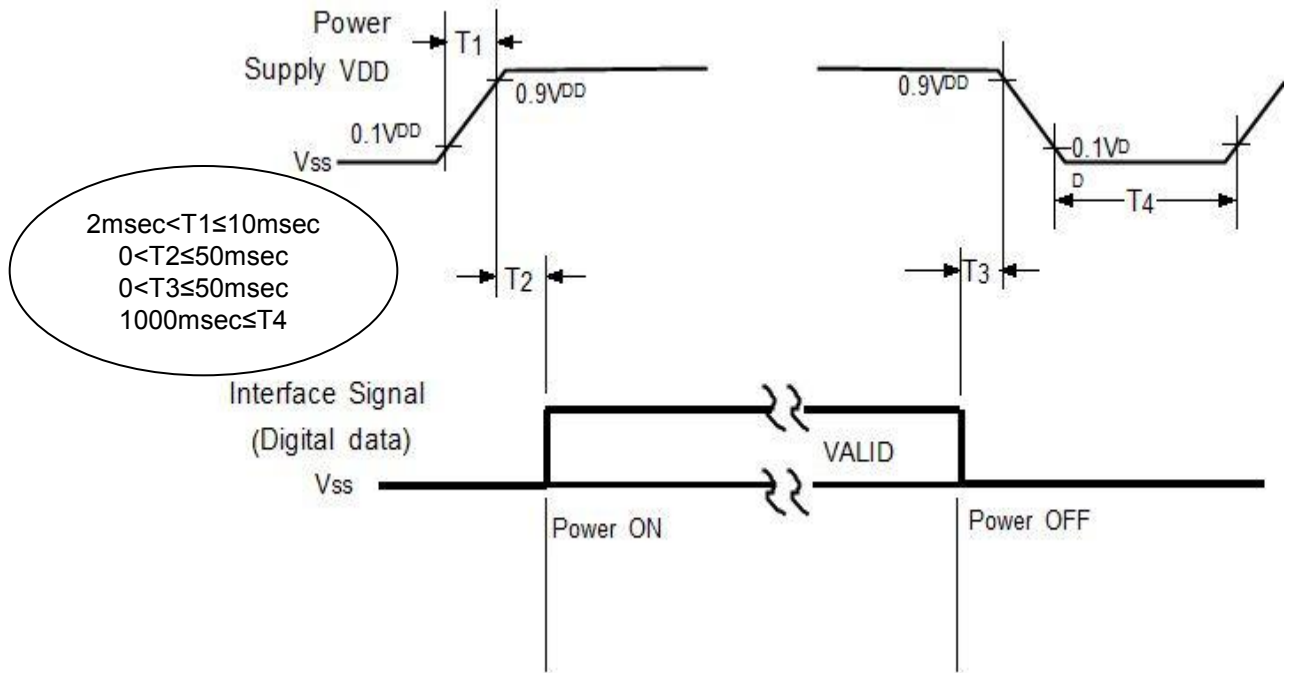 Power
Supply VDD
T1
0.9VDD
0.1VDD
Vss
0.9VDD
0.1VD
D
T4
2msec<T1≤10msec
0<T2≤50msec
0<T3≤50msec
1000msec≤T4
T2
T3
Interface Signal
(Digital data)
VALID
Vss
Power ON
Power OFF